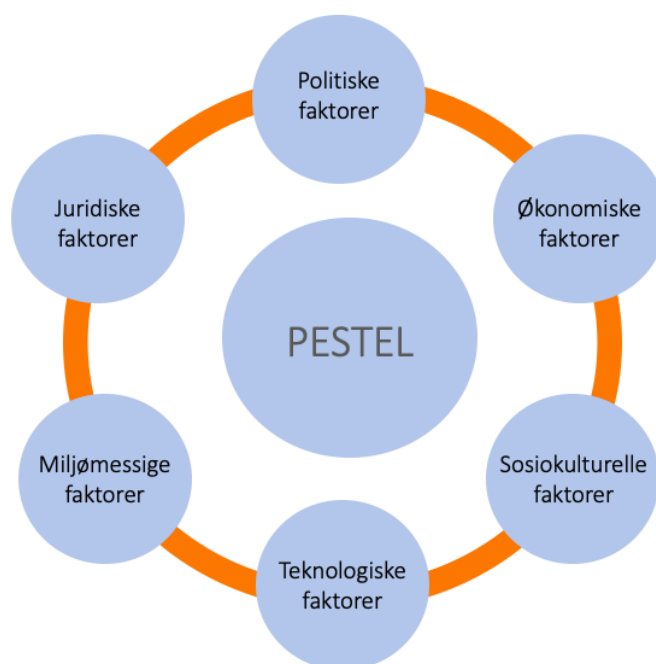 Politiske
faktorer
Økonomiske
faktorer
Sosiokulturelle
faktorer
Teknologiske
faktorer
Miljømessige
faktorer
Juridiske
faktorer
PESTEL